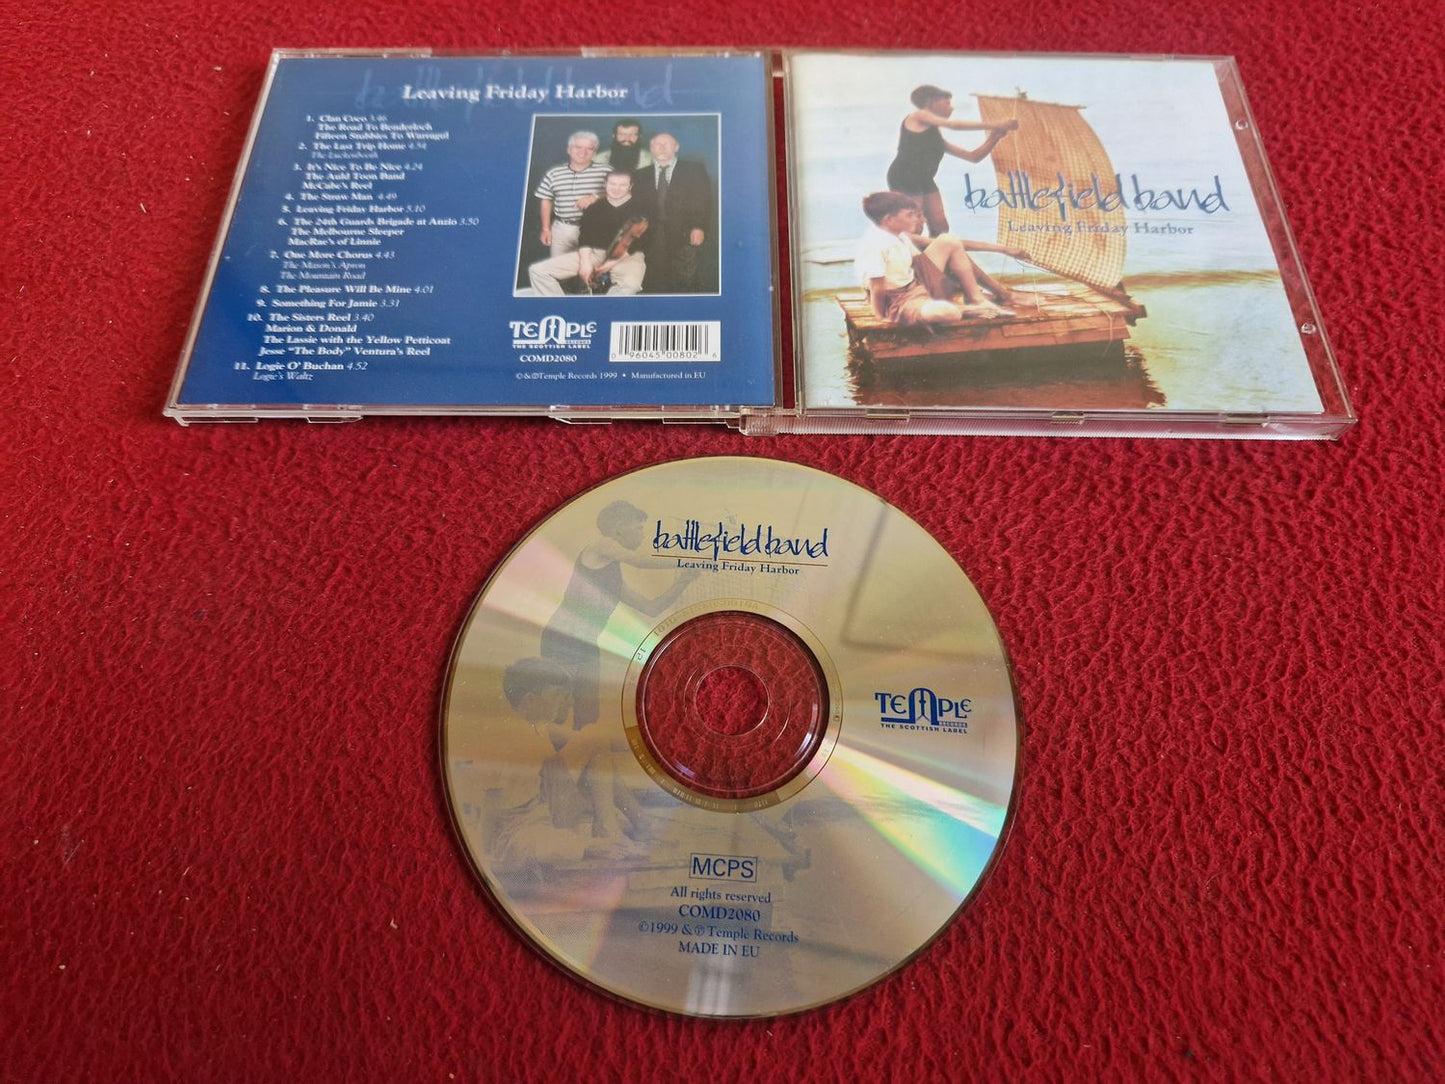 battlefield band
Leaving Friday Harbor
1. Clan Coco 3.46
The Road To Benderloch
Fifteen Stubbies To Warragul
2. The Last Trip Home 4.54
The Luckenbooth
3. It's Nice To Be Nice 4.24
The Auld Toon Band
McCabe's Reel
4. The Straw Man 4.49
5. Leaving Friday Harbor 5.10
6. The 24th Guards Brigade at Anzio 3.50
The Melbourne Sleeper
MacRae's of Linnie
7. One More Chorus 4.43
The Mason's Apron
The Mountain Road
8. The Pleasure Will Be Mine 4.01
9. Something For Jamie 3.31
10. The Sisters Reel 3.40
Marion & Donald
The Lassie with the Yellow Petticoat
Jesse "The Body" Ventura's Reel
11. Logie O' Buchan 4.52
Logie's Waltz
TEMPLE
RECORDS
THE SCOTTISH LABEL
COMD2080
0 96045 00802 6
©&℗Temple Records 1999 • Manufactured in EU
battlefield band
Leaving Friday Harbor
battlefield band
Leaving Friday Harbor
TEMPLE
RECORDS
THE SCOTTISH LABEL
MCPS
All rights reserved
COMD2080
©1999 & ℗ Temple Records
MADE IN EU